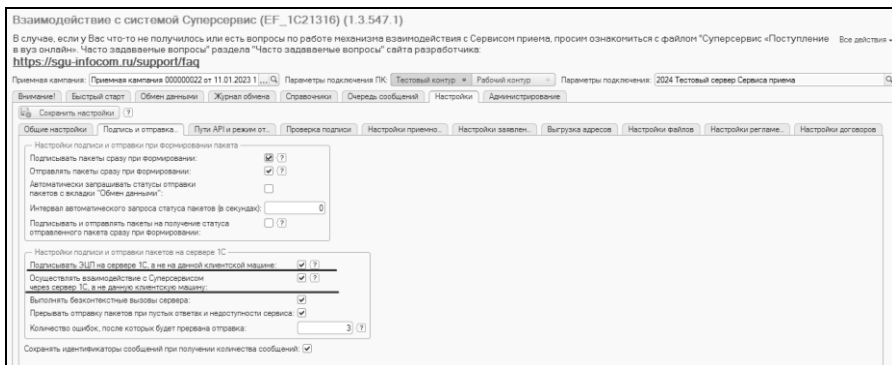 Взаимодействие с системой Суперсервис (EF_1C21316) (1.3.547.1)
В случае, если у Вас что-то не получилось или есть вопросы по работе механизма взаимодействия с Сервисом приема, просим ознакомиться с файлом "Суперсервис «Поступление Все действия
в вуз онлайн». Часто задаваемые вопросы" раздела "Часто задаваемые вопросы" сайта разработчика:
https://sgu-infocom.ru/support/faq
Приемная кампания: Приемная кампания 000000022 от 11.01.2023 1 ... Параметры подключения ПК: Тестовый контур Рабочий контур Параметры подключения: 2024 Тестовый сервер Сервиса приема
Внимание! Быстрый старт Обмен данными Журнал обмена Справочники Очередь сообщений Настройки Администрирование
Сохранить настройки ?
Общие настройки Подпись и отправка... Пути API и режим от... Проверка подписи Настройки приемно... Настройки заявлен... Выгрузка адресов Настройки файлов Настройки регламе... Настройки договоров
Настройки подписи и отправки при формировании пакета
Подписывать пакеты сразу при формировании: ?
Отправлять пакеты сразу при формировании: ?
Автоматически запрашивать статусы отправки
пакетов с вкладки "Обмен данными":
Интервал автоматического запроса статуса пакетов (в секундах): 0
Подписывать и отправлять пакеты на получение статуса ?
отправленного пакета сразу при формировании:
Настройки подписи и отправки пакетов на сервере 1С
Подписывать ЭЦП на сервере 1С, а не на данной клиентской машине: ?
Осуществлять взаимодействие с Суперсервисом ?
через сервер 1С, а не данную клиентскую машину:
Выполнять безконтекстные вызовы сервера:
Прерывать отправку пакетов при пустых ответах и недоступности сервиса:
Количество ошибок, после которых будет прервана отправка: 3 ?
Сохранять идентификаторы сообщений при получении количества сообщений: